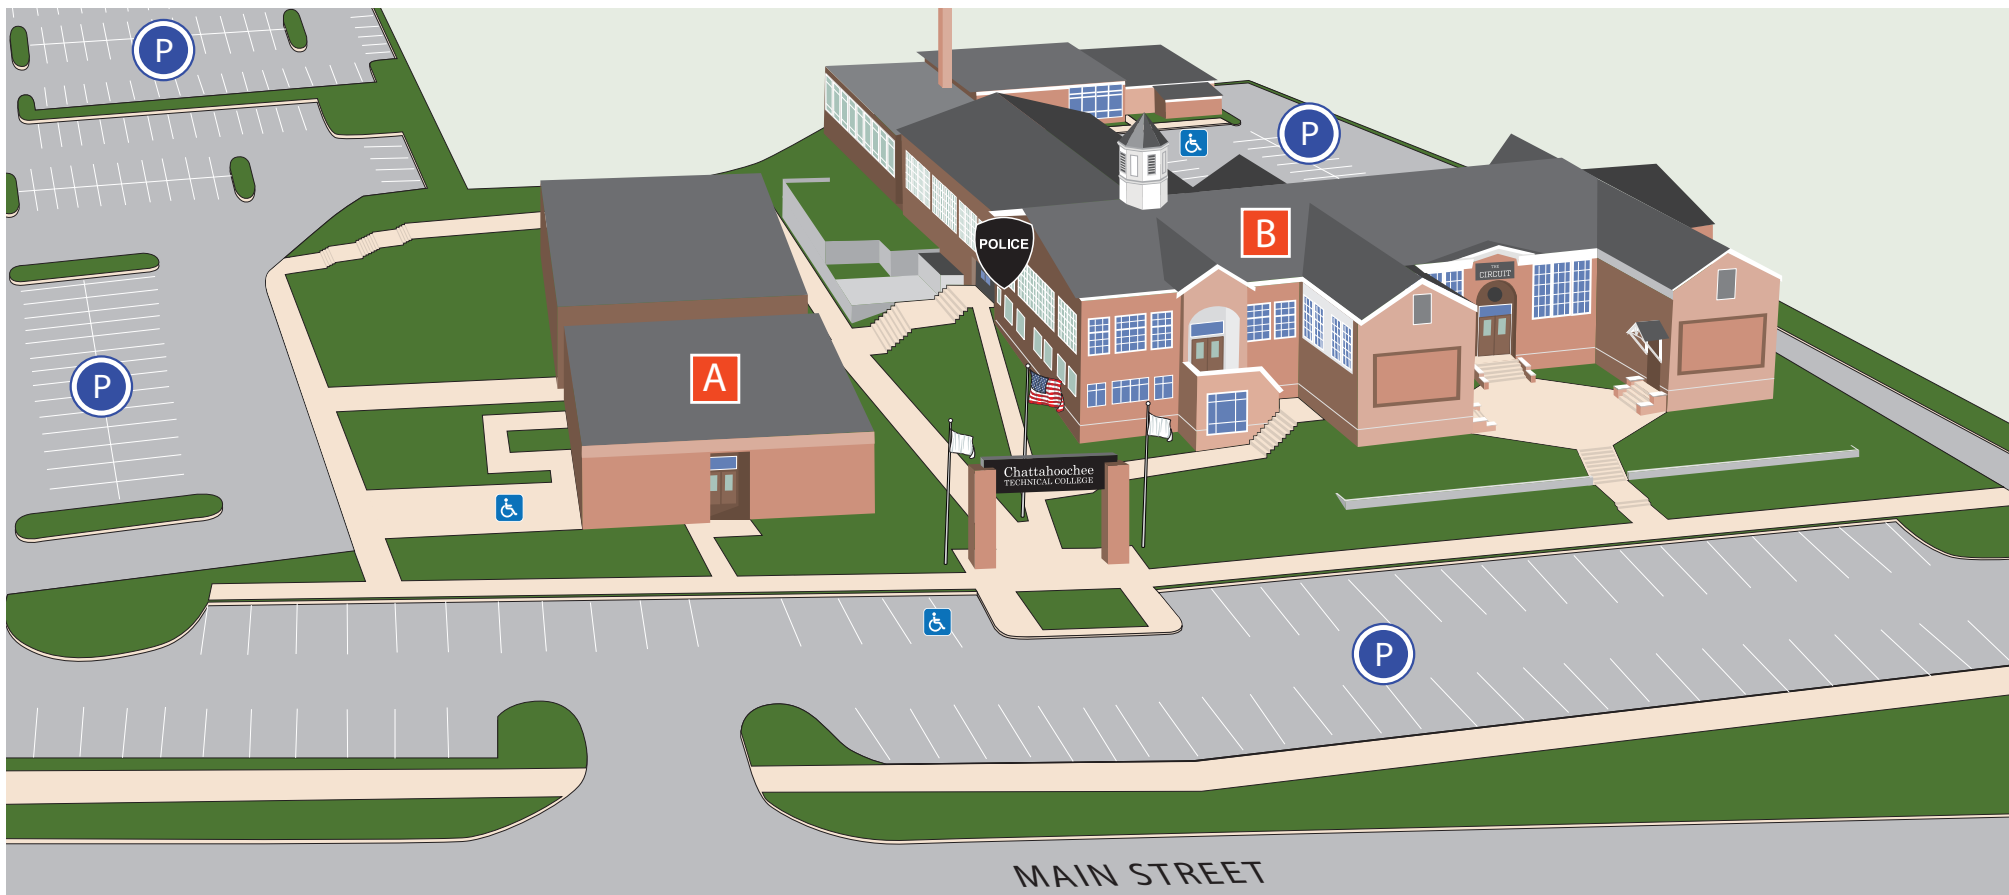 P
P
POLICE
B
THE
CIRCUIT
P
A
Chattahoochee
TECHNICAL COLLEGE
P
MAIN STREET